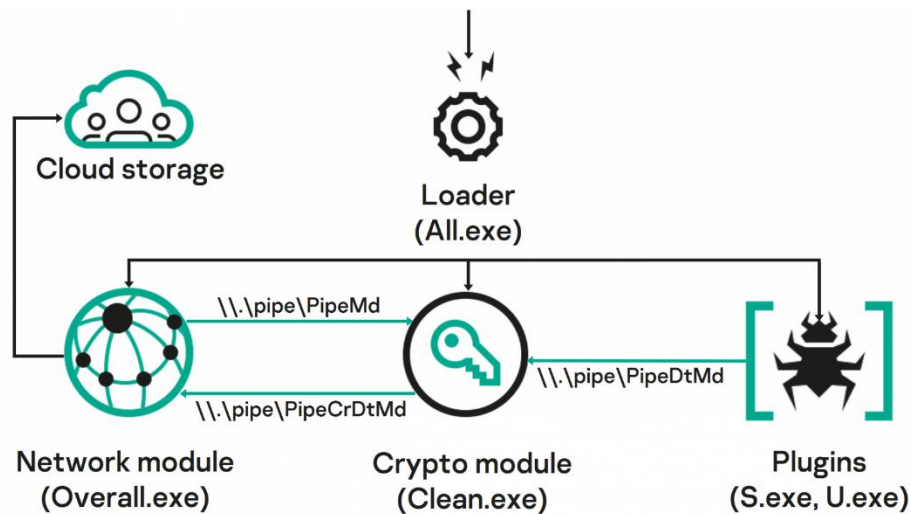 Cloud storage
Loader
(All.exe)
\\.\pipe\PipeMd
\\.\pipe\PipeDtMd
\\.\pipe\PipeCrDtMd
Network module
(Overall.exe)
Crypto module
(Clean.exe)
Plugins
(S.exe, U.exe)